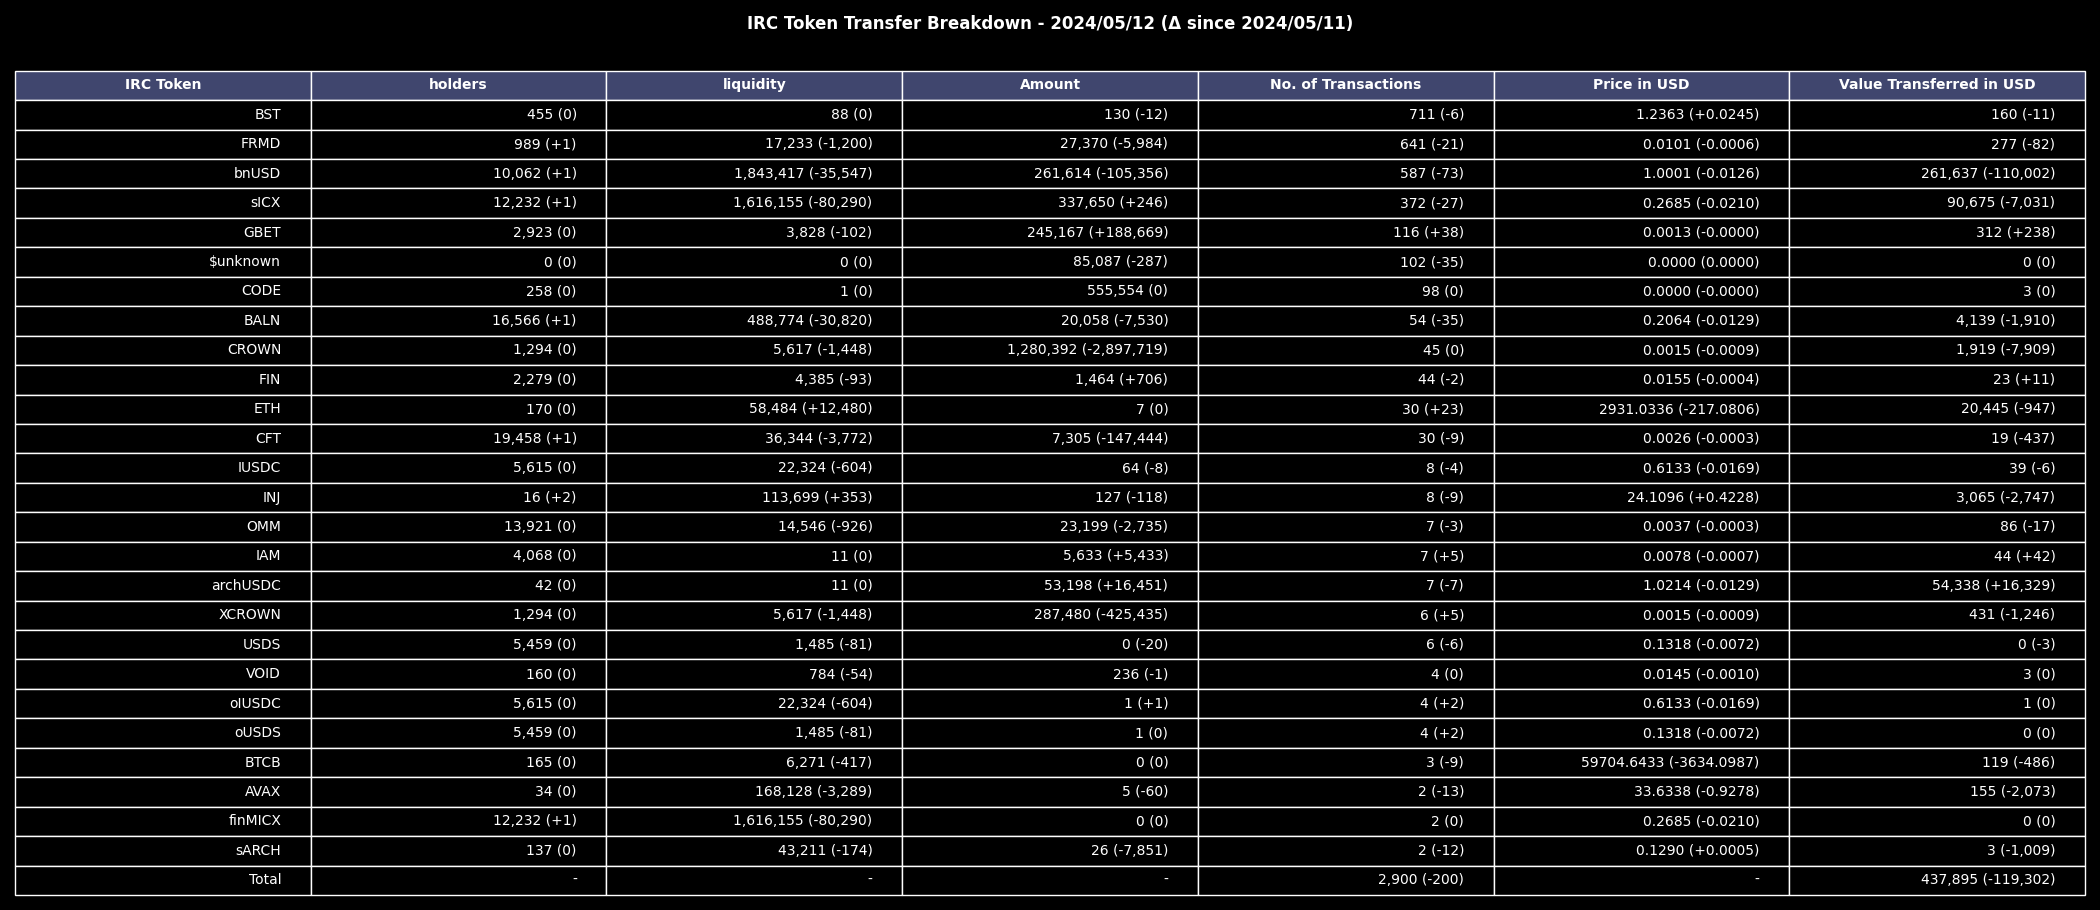 IRC Token Transfer Breakdown - 2024/05/12 (Δ since 2024/05/11)
IRC Token holders liquidity Amount No. of Transactions Price in USD Value Transferred in USD
BST 455 (0) 88 (0) 130 (-12) 711 (-6) 1.2363 (+0.0245) 160 (-11)
FRMD 989 (+1) 17,233 (-1,200) 27,370 (-5,984) 641 (-21) 0.0101 (-0.0006) 277 (-82)
bnUSD 10,062 (+1) 1,843,417 (-35,547) 261,614 (-105,356) 587 (-73) 1.0001 (-0.0126) 261,637 (-110,002)
sICX 12,232 (+1) 1,616,155 (-80,290) 337,650 (+246) 372 (-27) 0.2685 (-0.0210) 90,675 (-7,031)
GBET 2,923 (0) 3,828 (-102) 245,167 (+188,669) 116 (+38) 0.0013 (-0.0000) 312 (+238)
$unknown 0 (0) 0 (0) 85,087 (-287) 102 (-35) 0.0000 (0.0000) 0 (0)
CODE 258 (0) 1 (0) 555,554 (0) 98 (0) 0.0000 (-0.0000) 3 (0)
BALN 16,566 (+1) 488,774 (-30,820) 20,058 (-7,530) 54 (-35) 0.2064 (-0.0129) 4,139 (-1,910)
CROWN 1,294 (0) 5,617 (-1,448) 1,280,392 (-2,897,719) 45 (0) 0.0015 (-0.0009) 1,919 (-7,909)
FIN 2,279 (0) 4,385 (-93) 1,464 (+706) 44 (-2) 0.0155 (-0.0004) 23 (+11)
ETH 170 (0) 58,484 (+12,480) 7 (0) 30 (+23) 2931.0336 (-217.0806) 20,445 (-947)
CFT 19,458 (+1) 36,344 (-3,772) 7,305 (-147,444) 30 (-9) 0.0026 (-0.0003) 19 (-437)
IUSDC 5,615 (0) 22,324 (-604) 64 (-8) 8 (-4) 0.6133 (-0.0169) 39 (-6)
INJ 16 (+2) 113,699 (+353) 127 (-118) 8 (-9) 24.1096 (+0.4228) 3,065 (-2,747)
OMM 13,921 (0) 14,546 (-926) 23,199 (-2,735) 7 (-3) 0.0037 (-0.0003) 86 (-17)
IAM 4,068 (0) 11 (0) 5,633 (+5,433) 7 (+5) 0.0078 (-0.0007) 44 (+42)
archUSDC 42 (0) 11 (0) 53,198 (+16,451) 7 (-7) 1.0214 (-0.0129) 54,338 (+16,329)
XCROWN 1,294 (0) 5,617 (-1,448) 287,480 (-425,435) 6 (+5) 0.0015 (-0.0009) 431 (-1,246)
USDS 5,459 (0) 1,485 (-81) 0 (-20) 6 (-6) 0.1318 (-0.0072) 0 (-3)
VOID 160 (0) 784 (-54) 236 (-1) 4 (0) 0.0145 (-0.0010) 3 (0)
oIUSDC 5,615 (0) 22,324 (-604) 1 (+1) 4 (+2) 0.6133 (-0.0169) 1 (0)
oUSDS 5,459 (0) 1,485 (-81) 1 (0) 4 (+2) 0.1318 (-0.0072) 0 (0)
BTCB 165 (0) 6,271 (-417) 0 (0) 3 (-9) 59704.6433 (-3634.0987) 119 (-486)
AVAX 34 (0) 168,128 (-3,289) 5 (-60) 2 (-13) 33.6338 (-0.9278) 155 (-2,073)
finMICX 12,232 (+1) 1,616,155 (-80,290) 0 (0) 2 (0) 0.2685 (-0.0210) 0 (0)
sARCH 137 (0) 43,211 (-174) 26 (-7,851) 2 (-12) 0.1290 (+0.0005) 3 (-1,009)
Total - - - 2,900 (-200) - 437,895 (-119,302)